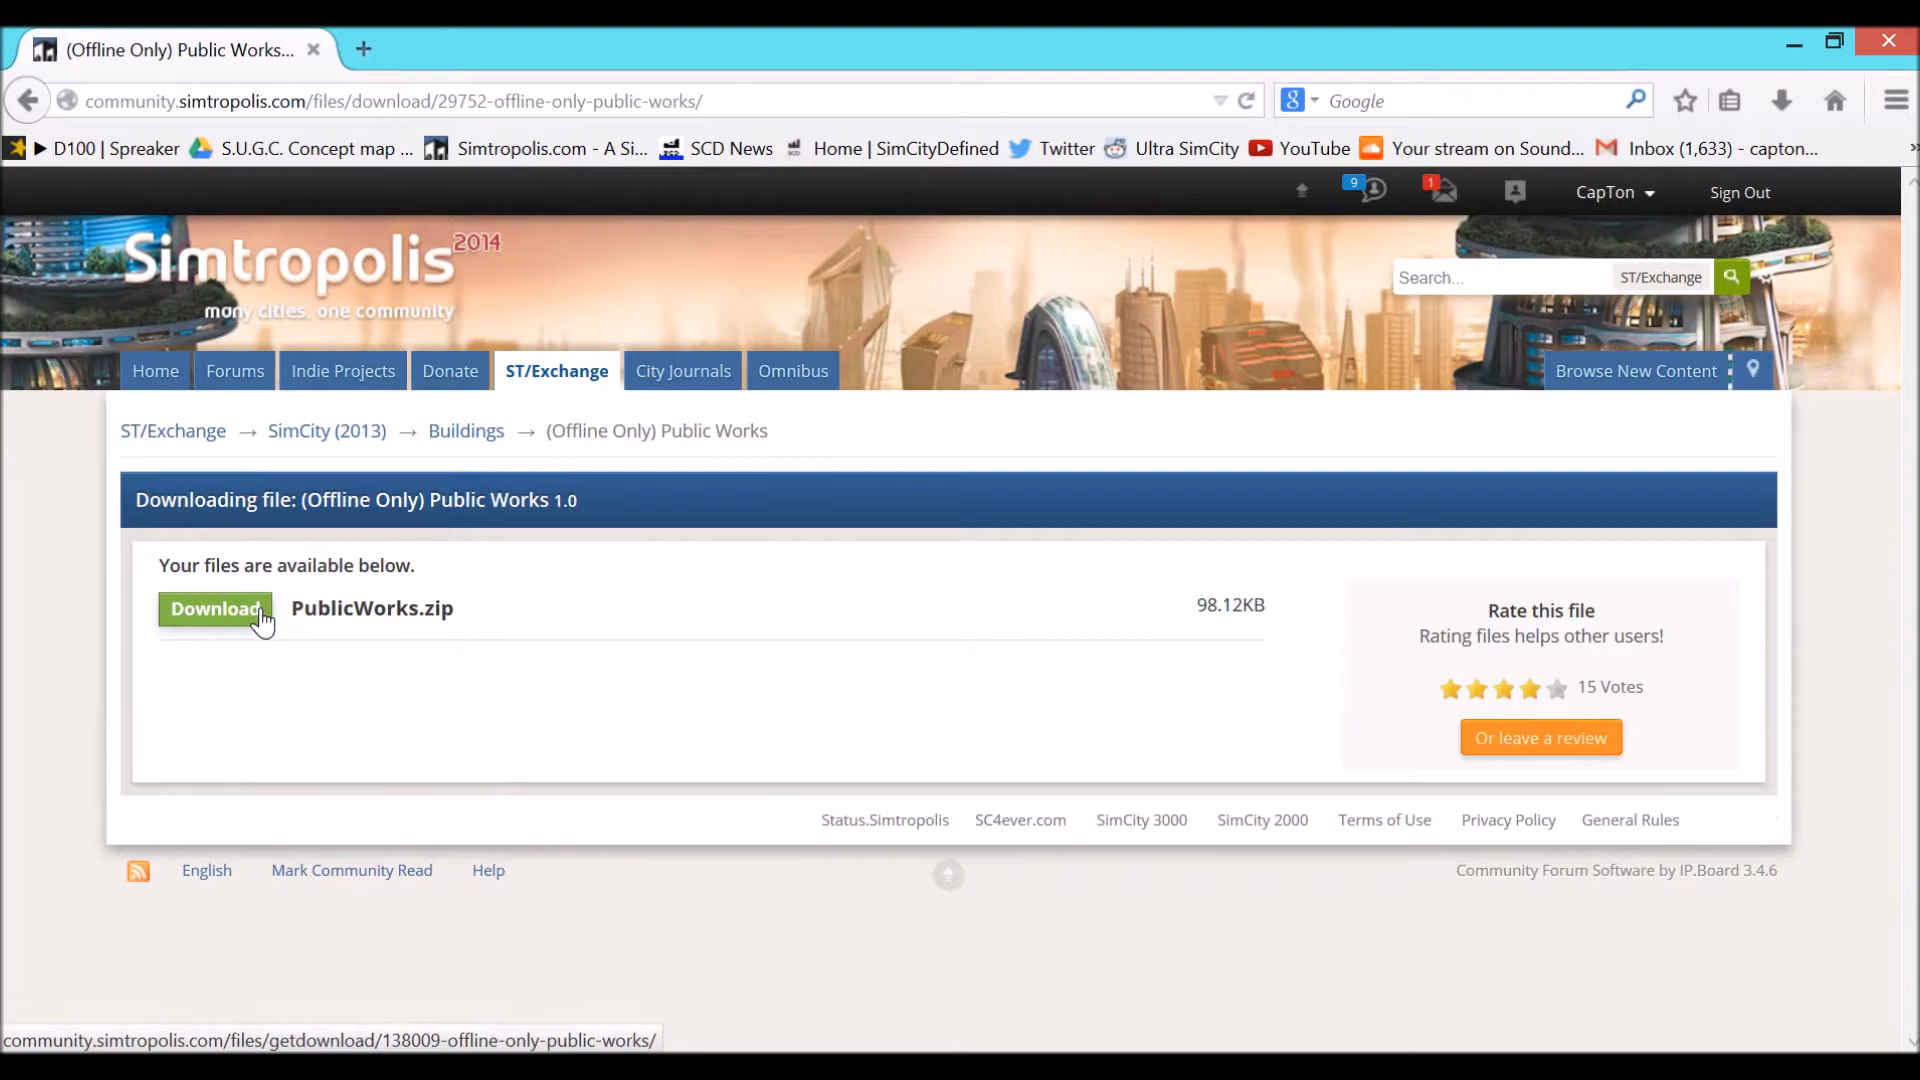 (Offline Only) Public Works...
community.simtropolis.com/files/download/29752-offline-only-public-works/
Google
D100 | Spreaker
S.U.G.C. Concept map ...
Simtropolis.com - A Si...
SCD News
Home | SimCityDefined
Twitter
Ultra SimCity
YouTube
Your stream on Sound...
Inbox (1,633) - capton...
9
1
CapTon
Sign Out
Simtropolis 2014
many cities, one community
Search...
ST/Exchange
Home
Forums
Indie Projects
Donate
ST/Exchange
City Journals
Omnibus
Browse New Content
ST/Exchange → SimCity (2013) → Buildings → (Offline Only) Public Works
Downloading file: (Offline Only) Public Works 1.0
Your files are available below.
Download
PublicWorks.zip
98.12KB
Rate this file
Rating files helps other users!
15 Votes
Or leave a review
Status.Simtropolis
SC4ever.com
SimCity 3000
SimCity 2000
Terms of Use
Privacy Policy
General Rules
English
Mark Community Read
Help
Community Forum Software by IP.Board 3.4.6
community.simtropolis.com/files/getdownload/138009-offline-only-public-works/